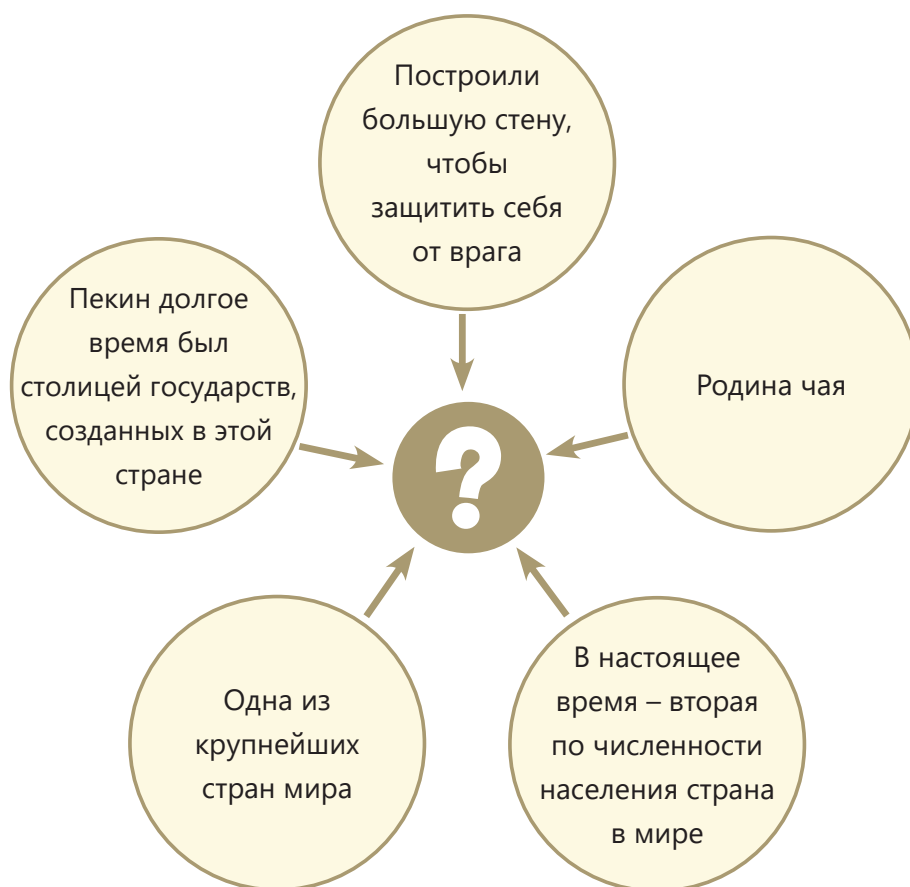 Построили
большую стену,
чтобы
защитить себя
от врага
Пекин долгое
время был
столицей государств,
созданных в этой
стране
Родина чая
?
Одна из
крупнейших
стран мира
В настоящее
время – вторая
по численности
населения страна
в мире